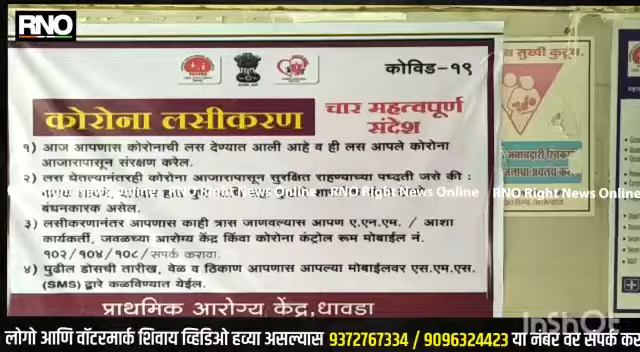 RNO
कोविड-१९
कोरोना लसीकरण
चार महत्वपूर्ण
संदेश
१) आज आपणास कोरोनाची लस देण्यात आली आहे व ही लस आपले कोरोना
आजारापासून संरक्षण करेल.
२) लस घेतल्यानंतरही कोरोना आजारापासून सुरक्षित राहण्याच्या पध्दती जसे की :
RNO Right News Online
RNO Right News Online
बंधनकारक असेल.
३) लसीकरणानंतर आपणास काही त्रास जाणवल्यास आपण ए.एन.एम. / आशा
कार्यकर्ती, जवळच्या आरोग्य केंद्र किंवा कोरोना कंट्रोल रूम मोबाईल नं.
१०२/१०४/१०८/संपर्क करावा.
४) पुढील डोसची तारीख, वेळ व ठिकाण आपणास आपल्या मोबाईलवर एस.एम.एस.
(SMS) द्वारे कळविण्यात येईल.
प्राथमिक आरोग्य केंद्र, धावडा
सुखी कुटुंब.
InShOt
लोगो आणि वॉटरमार्क शिवाय व्हिडिओ हव्या असल्यास 9372767334 / 9096324423 या नंबर वर संपर्क